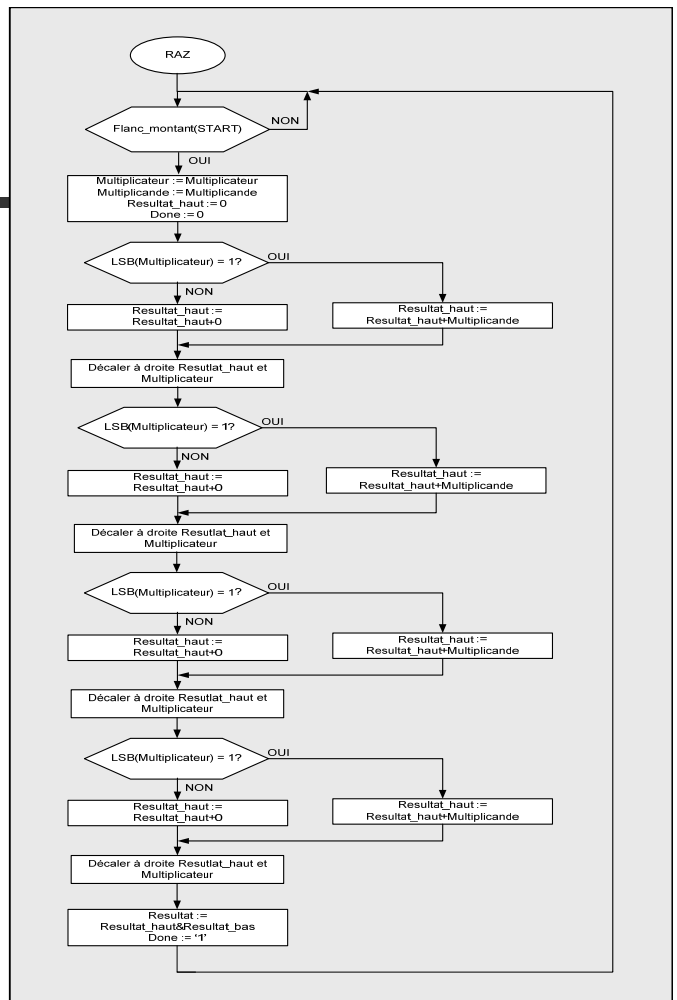 RAZ
Flanc_montant(START)
NON
OUI
Multiplicateur := Multiplicateur
Multiplicande := Multiplicande
Resultat_haut := 0
Done := 0
LSB(Multiplicateur) = 1?
OUI
NON
Resultat_haut :=
Resultat_haut+0
Resultat_haut :=
Resultat_haut+Multiplicande
Décaler à droite Resutlat_haut et
Multiplicateur
LSB(Multiplicateur) = 1?
OUI
NON
Resultat_haut :=
Resultat_haut+0
Resultat_haut :=
Resultat_haut+Multiplicande
Décaler à droite Resutlat_haut et
Multiplicateur
LSB(Multiplicateur) = 1?
OUI
NON
Resultat_haut :=
Resultat_haut+0
Resultat_haut :=
Resultat_haut+Multiplicande
Décaler à droite Resutlat_haut et
Multiplicateur
LSB(Multiplicateur) = 1?
OUI
NON
Resultat_haut :=
Resultat_haut+0
Resultat_haut :=
Resultat_haut+Multiplicande
Décaler à droite Resutlat_haut et
Multiplicateur
Resultat :=
Resultat_haut&Resultat_bas
Done := '1'